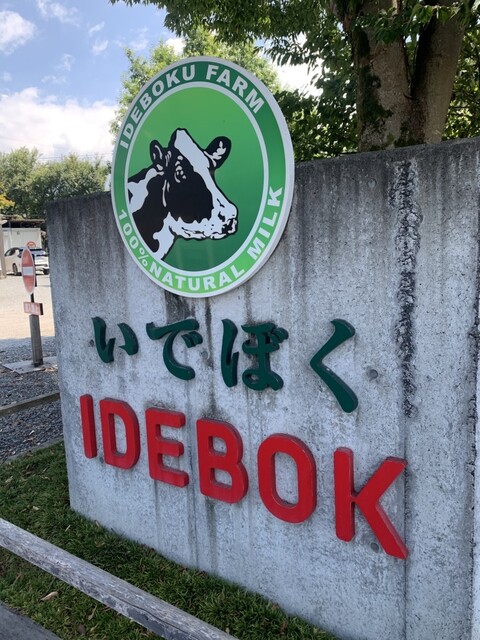 IDEBOKU FARM
100% NATURAL MILK
いでぼく
IDEBOK